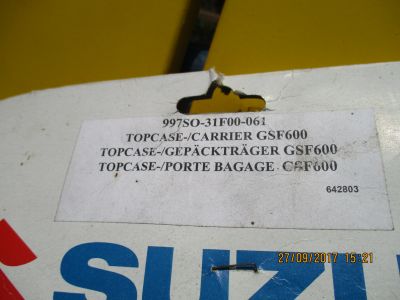 997SO-31F00-061
TOPCASE-/CARRIER GSF600
TOPCASE-/GEPÄCKTRÄGER GSF600
TOPCASE-/PORTE BAGAGE GSF600
642803
27/09/2017 15:21
SUZU